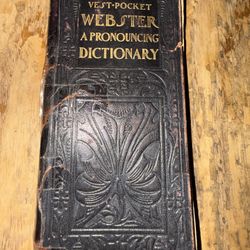 VEST-POCKET
WEBSTER
A PRONOUNCING
DICTIONARY